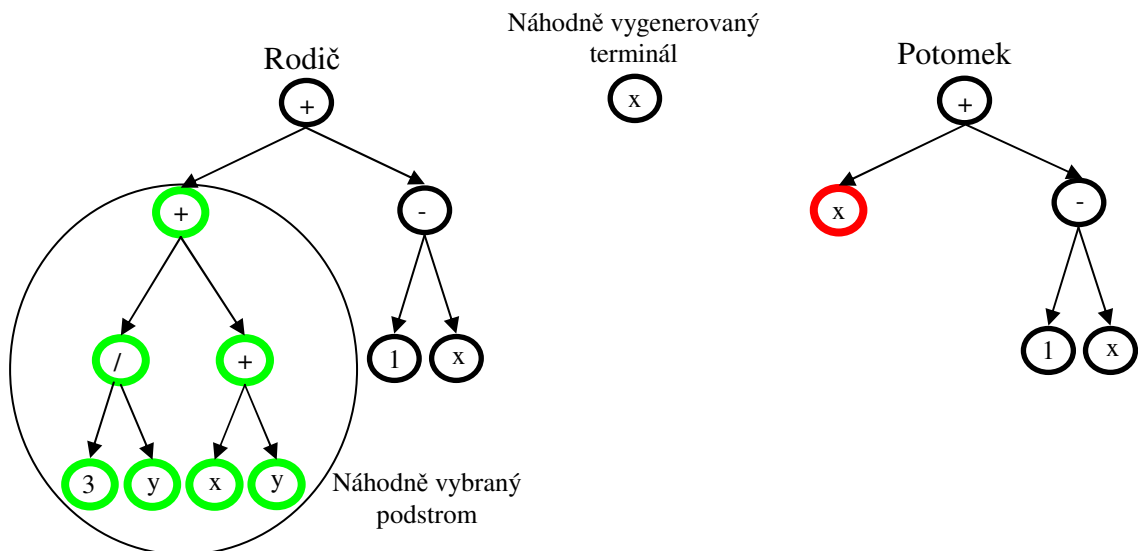 Náhodně vygenerovaný
terminál
Rodič
Potomek
+
x
+
+
-
x
-
/
+
1
x
1
x
3
y
x
y
Náhodně vybraný
podstrom